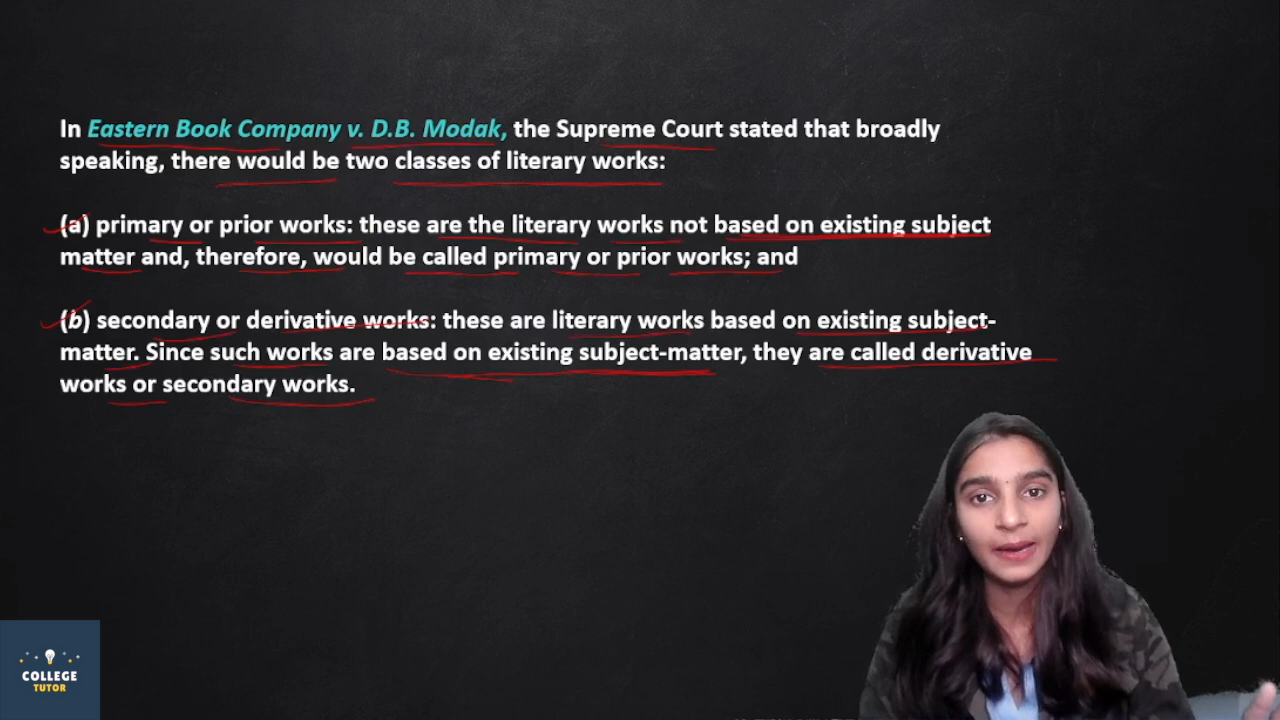 In Eastern Book Company v. D.B. Modak, the Supreme Court stated that broadly
speaking, there would be two classes of literary works:
(a) primary or prior works: these are the literary works not based on existing subject
matter and, therefore, would be called primary or prior works; and
(b) secondary or derivative works: these are literary works based on existing subject-
matter. Since such works are based on existing subject-matter, they are called derivative
works or secondary works.
COLLEGE
TUTOR